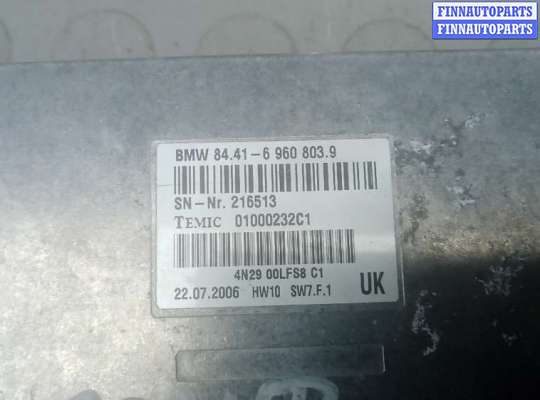 FINNAUTOPARTS
FINNAUTOPARTS
BMW 84.41-6 960 803.9
SN-Nr. 216513
TEMIC 01000232C1
4N29 00LFS8 C1
22.07.2006 HW10 SW7.F.1 UK